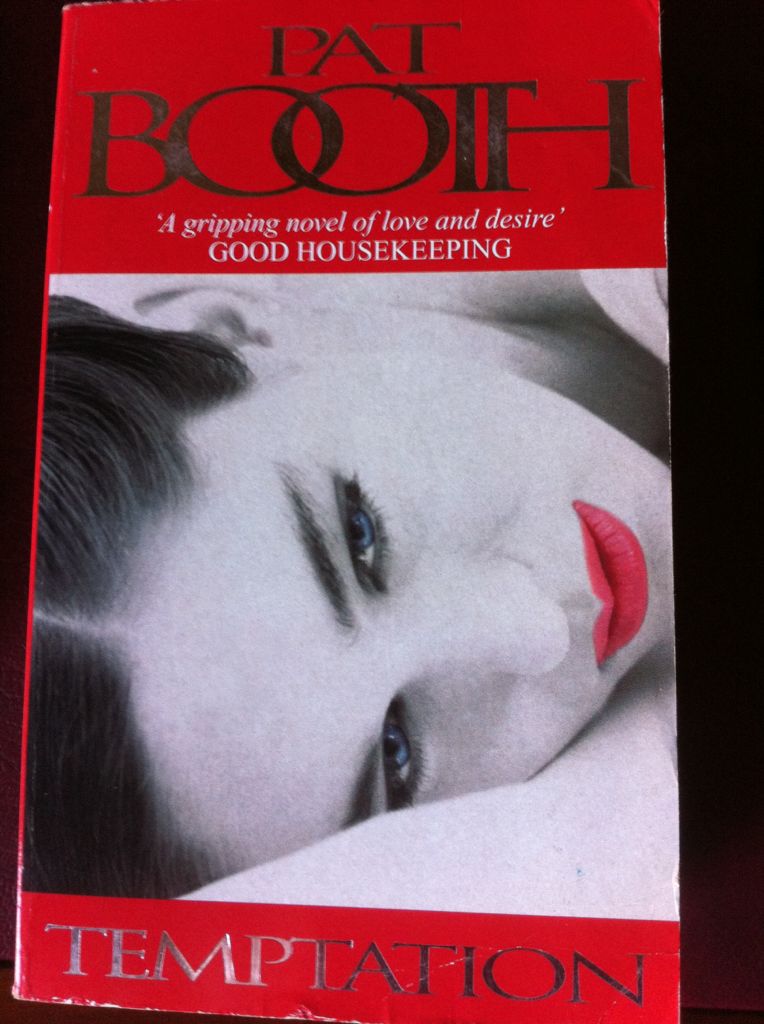 PAT
BOOTH
'A gripping novel of love and desire'
GOOD HOUSEKEEPING
TEMPTATION